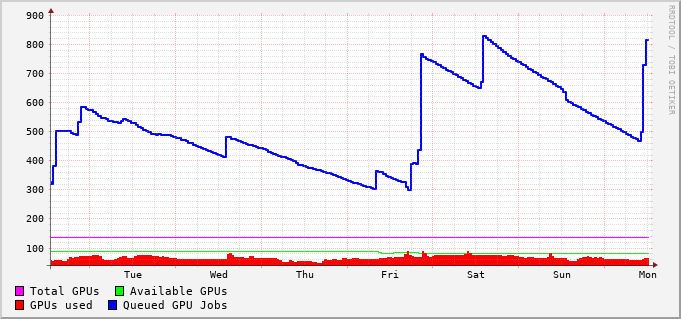 900
800
700
600
500
400
300
200
100
Tue Wed Thu Fri Sat Sun Mon
Total GPUs Available GPUs
GPUs used Queued GPU Jobs
RRDTOOL / TOBI OETIKER